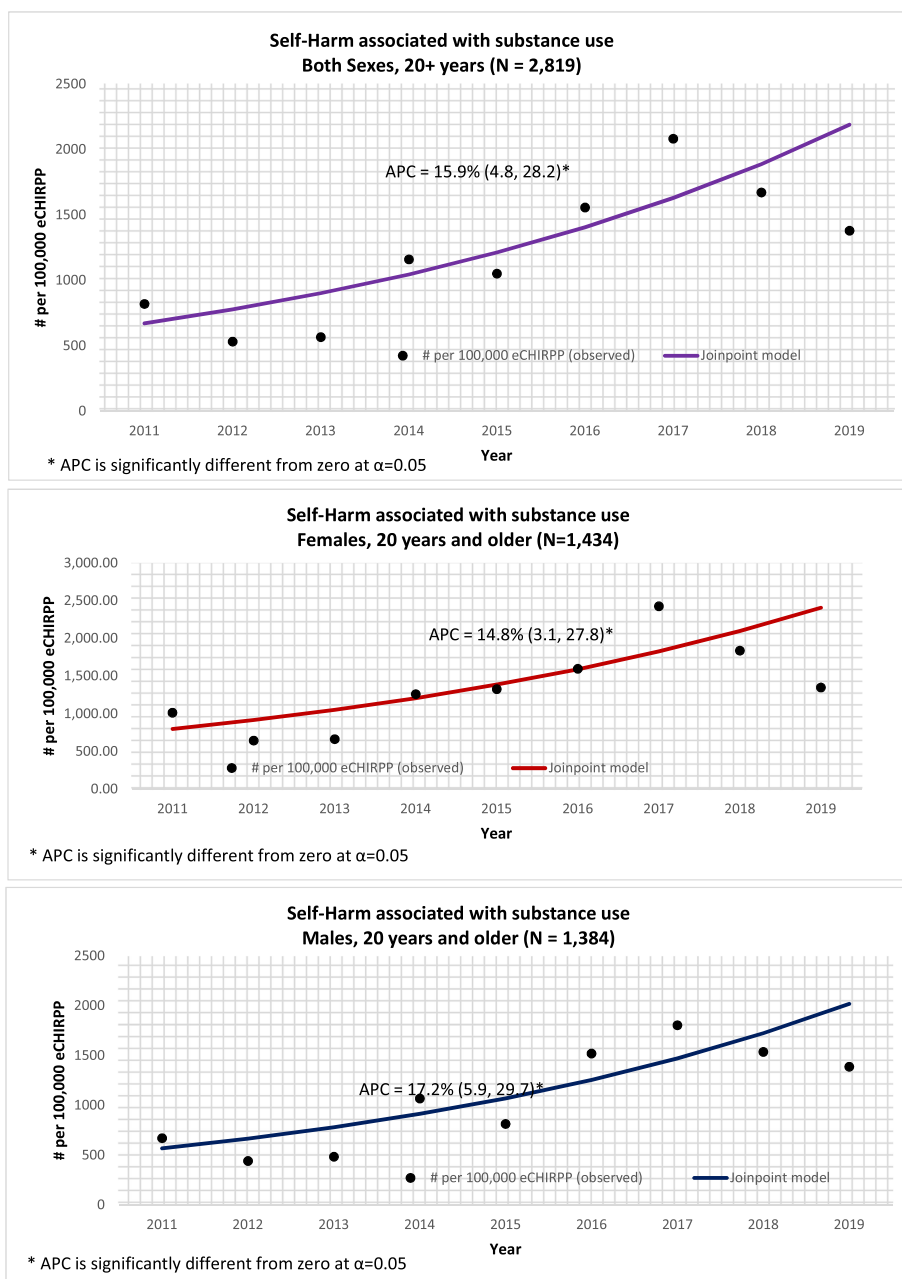 Self-Harm associated with substance use
Both Sexes, 20+ years (N = 2,819)
2500
2000
1500
1000
500
0
# per 100,000 eCHIRPP
APC = 15.9% (4.8, 28.2)*
# per 100,000 eCHIRPP (observed)
Joinpoint model
2011 2012 2013 2014 2015 2016 2017 2018 2019
Year
* APC is significantly different from zero at α=0.05
Self-Harm associated with substance use
Females, 20 years and older (N=1,434)
3,000.00
2,500.00
2,000.00
1,500.00
1,000.00
500.00
0.00
# per 100,000 eCHIRPP
APC = 14.8% (3.1, 27.8)*
# per 100,000 eCHIRPP (observed)
Joinpoint model
2011 2012 2013 2014 2015 2016 2017 2018 2019
Year
* APC is significantly different from zero at α=0.05
Self-Harm associated with substance use
Males, 20 years and older (N = 1,384)
2500
2000
1500
1000
500
0
# per 100,000 eCHIRPP
APC = 17.2% (5.9, 29.7)*
# per 100,000 eCHIRPP (observed)
Joinpoint model
2011 2012 2013 2014 2015 2016 2017 2018 2019
Year
* APC is significantly different from zero at α=0.05